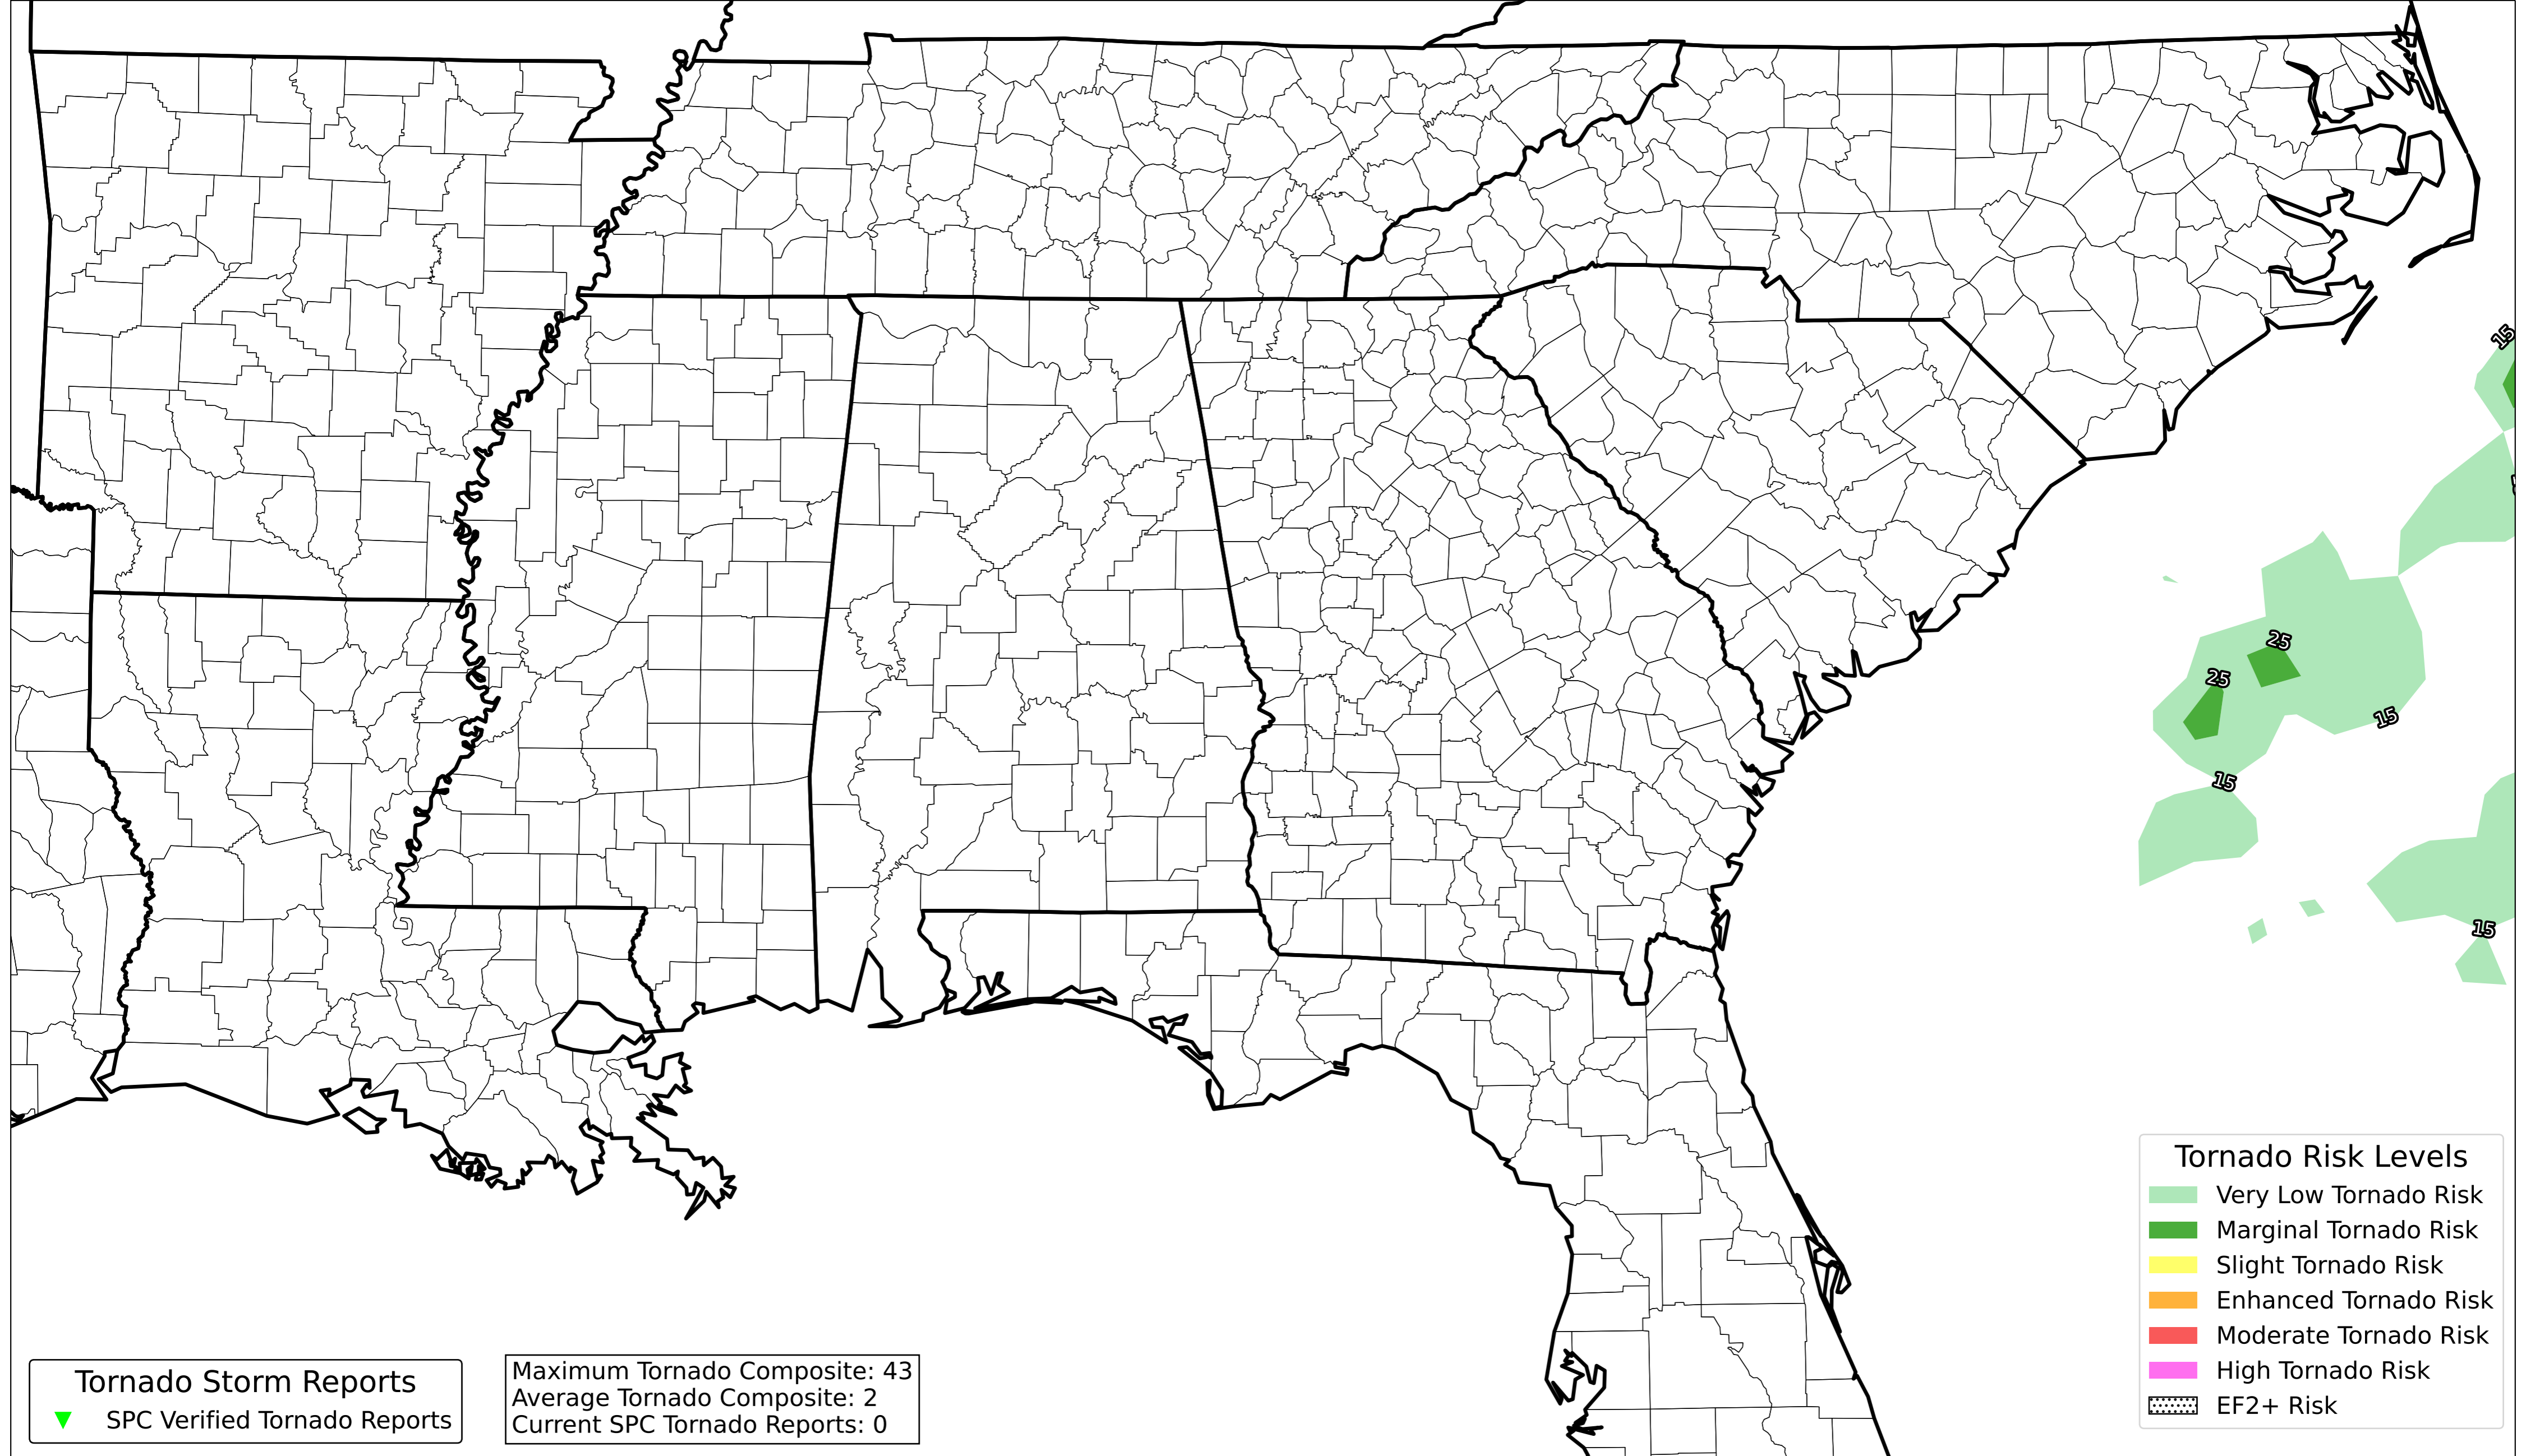 15
25
25
15
15
15
Tornado Risk Levels
Very Low Tornado Risk
Marginal Tornado Risk
Slight Tornado Risk
Enhanced Tornado Risk
Moderate Tornado Risk
High Tornado Risk
EF2+ Risk
Tornado Storm Reports
SPC Verified Tornado Reports
Maximum Tornado Composite: 43
Average Tornado Composite: 2
Current SPC Tornado Reports: 0